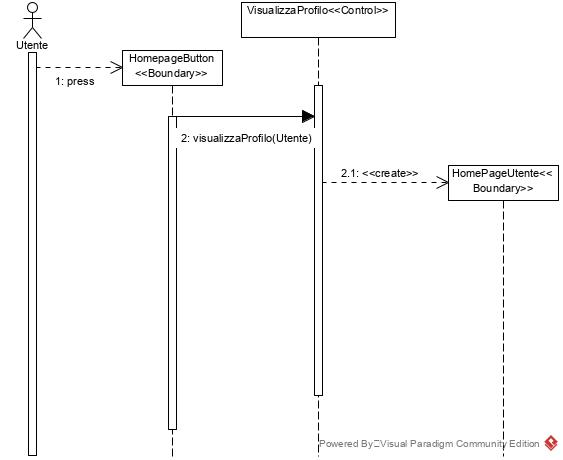 VisualizzaProfilo<<Control>>
Utente
HomepageButton
<<Boundary>>
1: press
2: visualizzaProfilo(Utente)
2.1: <<create>>
HomePageUtente<<
Boundary>>
Powered By Visual Paradigm Community Edition